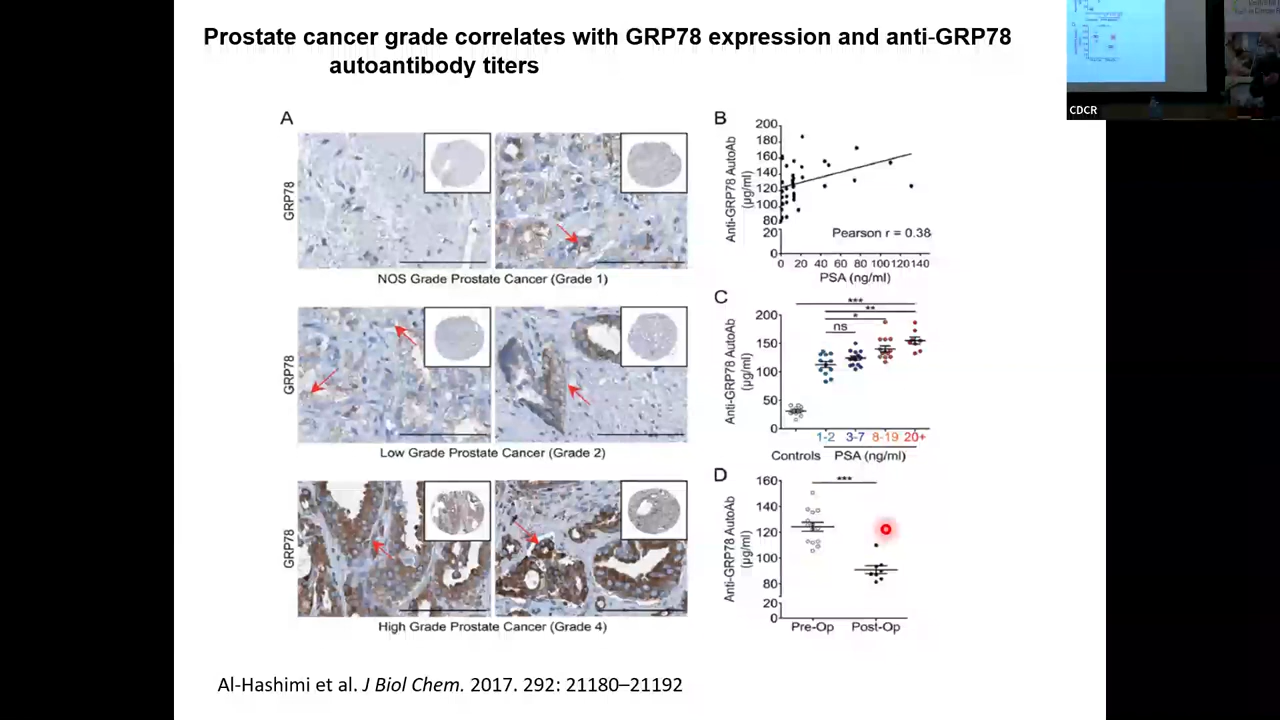 Prostate cancer grade correlates with GRP78 expression and anti-GRP78
autoantibody titers
A
GRP78
NOS Grade Prostate Cancer (Grade 1)
GRP78
Low Grade Prostate Cancer (Grade 2)
GRP78
High Grade Prostate Cancer (Grade 4)
B
Anti-GRP78 AutoAb
(µg/ml)
200
180
160
140
120
100
80
20
0
Pearson r = 0.38
0 20 40 60 80 100 120 140
PSA (ng/ml)
C
Anti-GRP78 AutoAb
(µg/ml)
200
150
100
50
0
***
**
*
ns
1-2 3-7 8-19 20+
Controls PSA (ng/ml)
D
Anti-GRP78 AutoAb
(µg/ml)
160
140
120
100
80
20
0
***
Pre-Op Post-Op
Al-Hashimi et al. J Biol Chem. 2017. 292: 21180–21192
CDCR